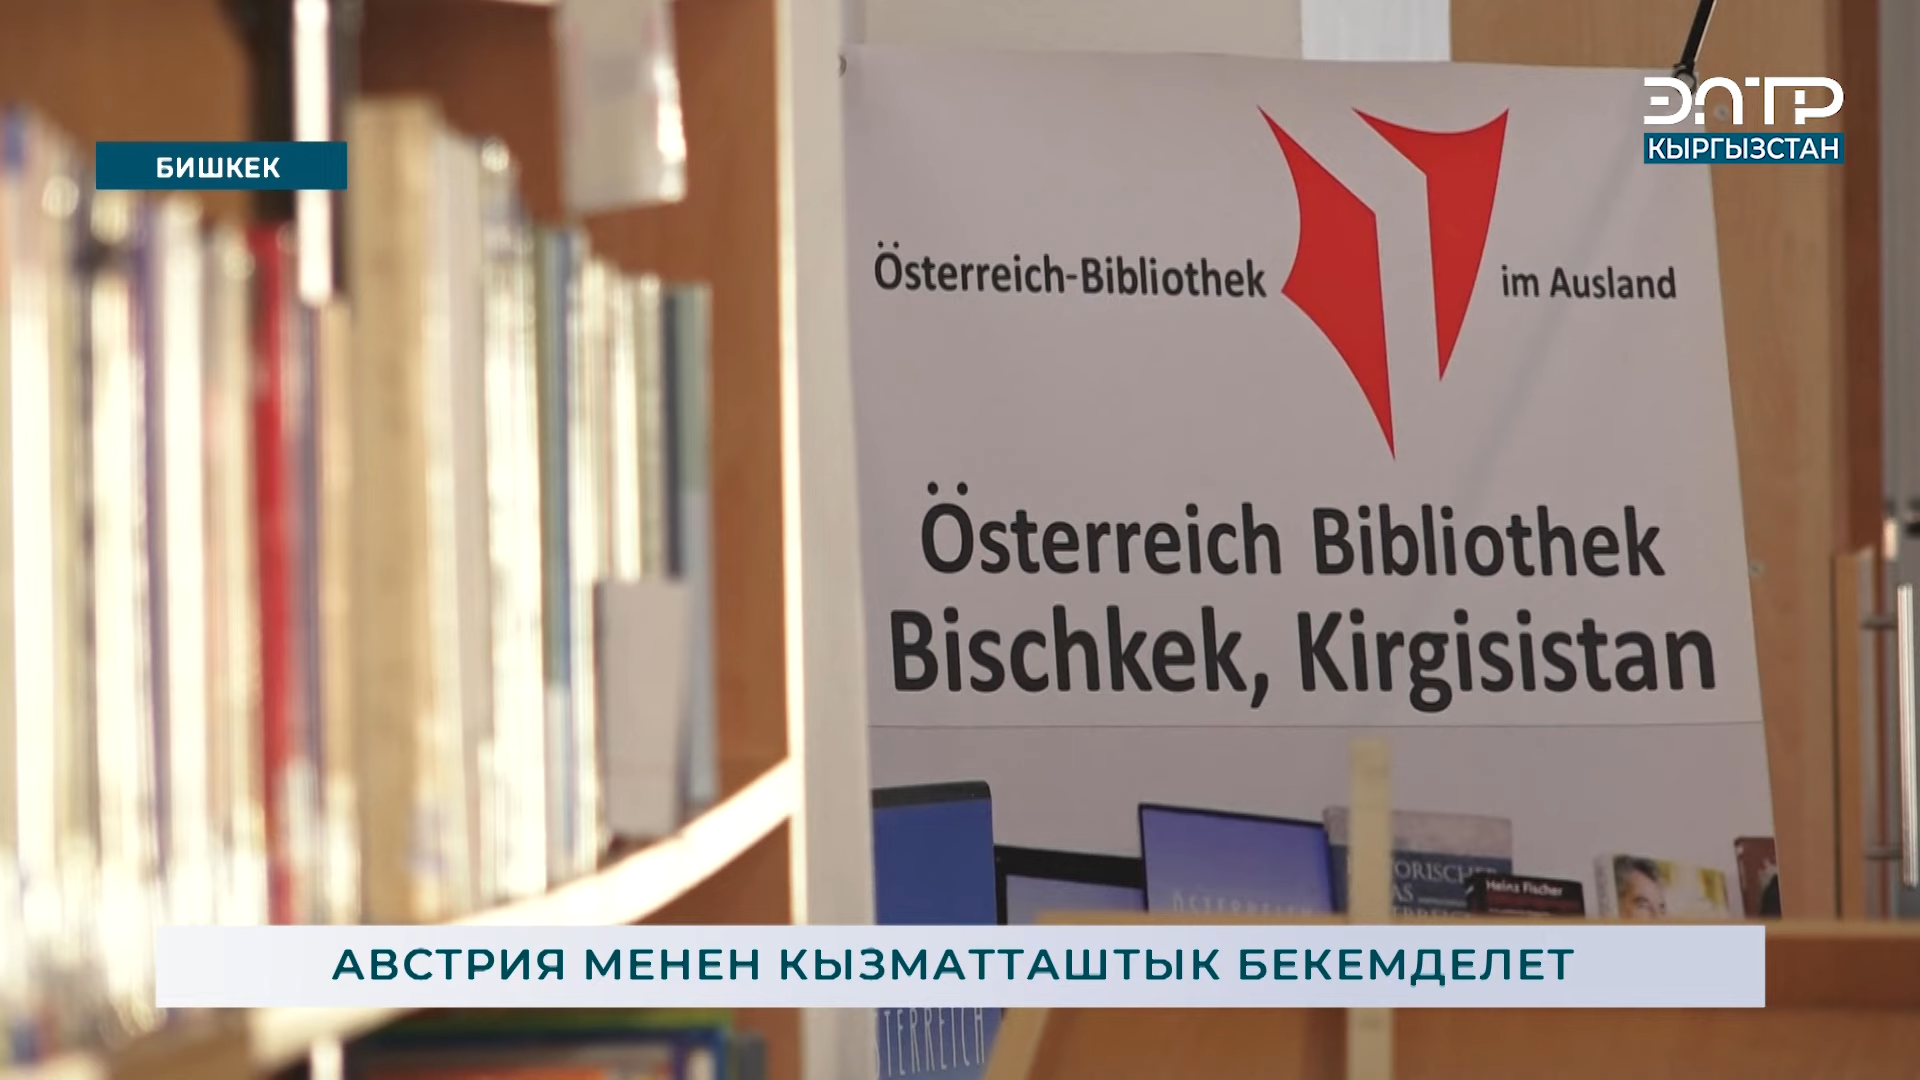 БИШКЕК
ЭЛТР
КЫРГЫЗСТАН
Österreich-Bibliothek im Ausland
Österreich Bibliothek
Bischkek, Kirgisistan
Heinz Fischer
АВСТРИЯ МЕНЕН КЫЗМАТТАШТЫК БЕКЕМДЕЛЕТ